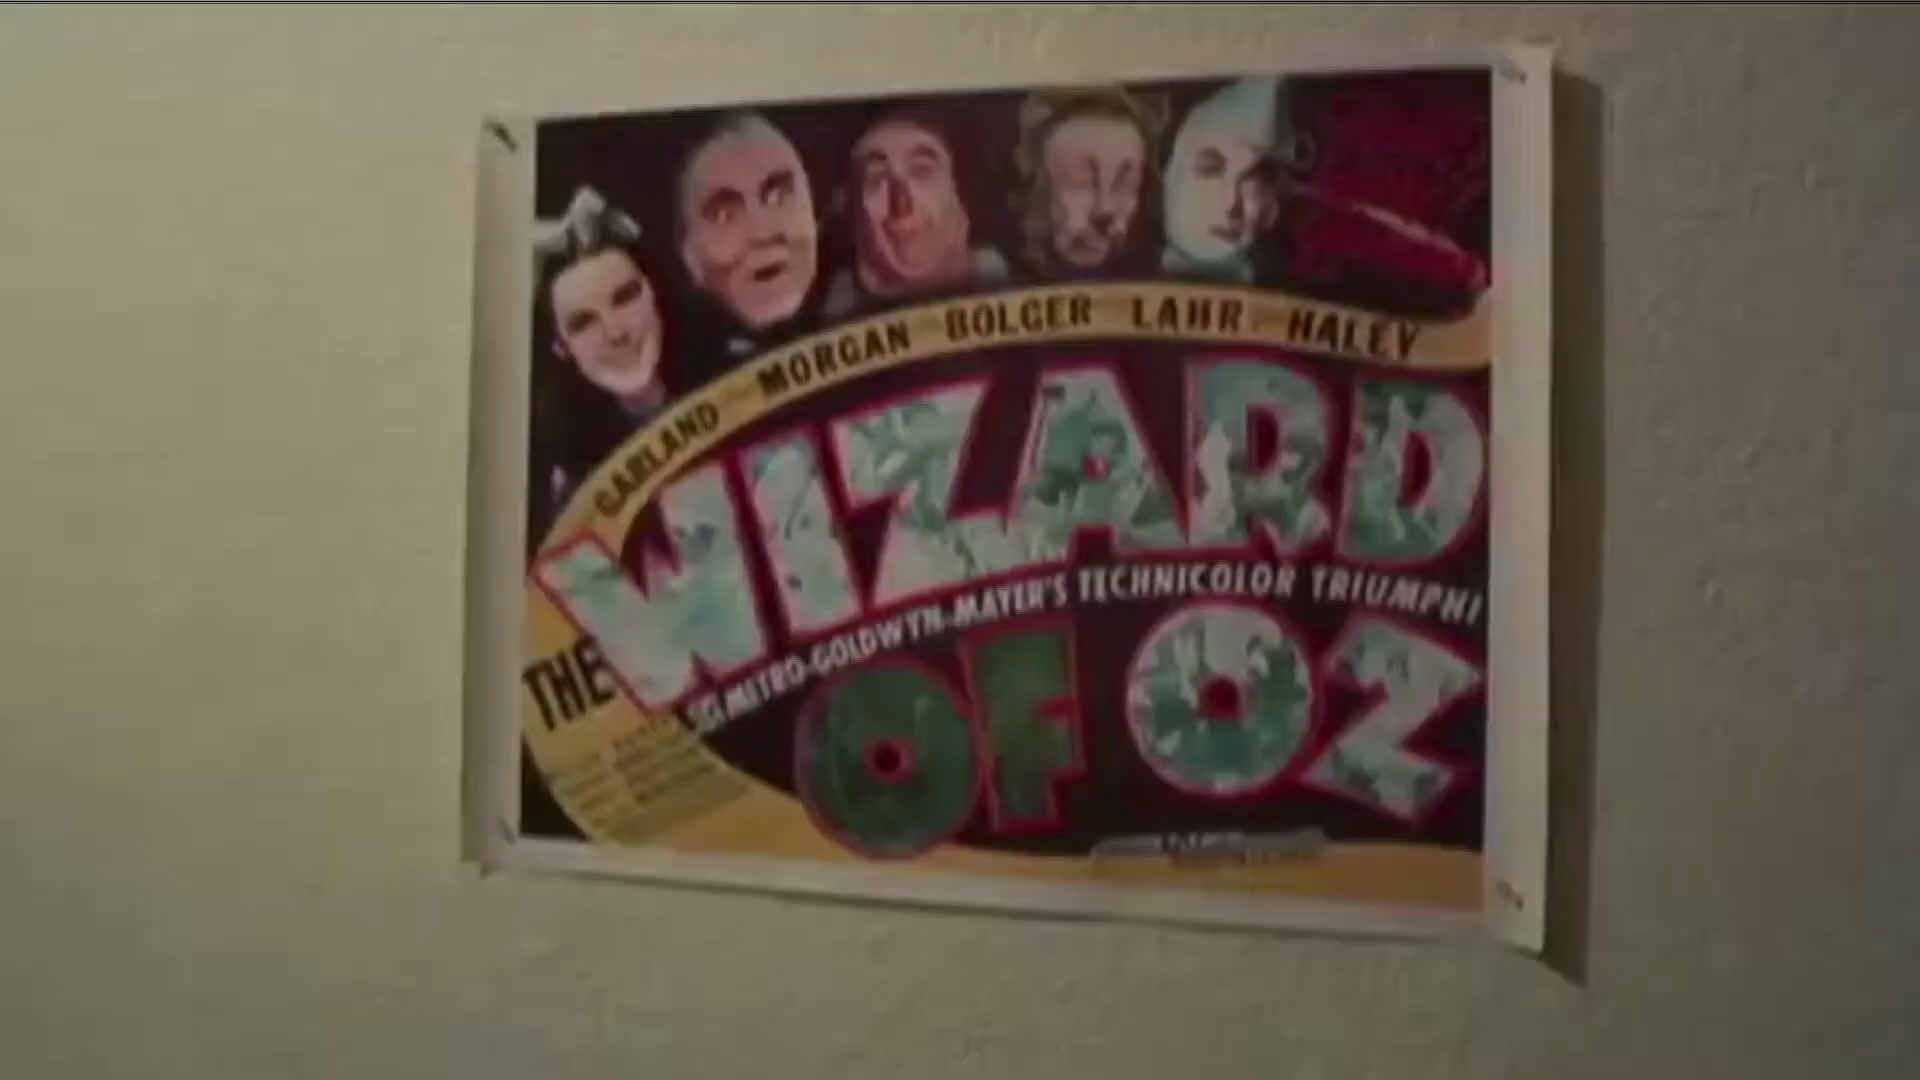 GARLAND MORGAN BOLGER LAHR HALEY
THE WIZARD
METRO-GOLDWYN-MAYER'S TECHNICOLOR TRIUMPH!
OF OZ